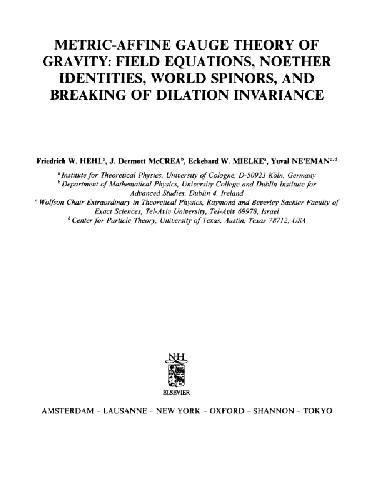 METRIC-AFFINE GAUGE THEORY OF
GRAVITY: FIELD EQUATIONS, NOETHER
IDENTITIES, WORLD SPINORS, AND
BREAKING OF DILATION INVARIANCE
Friedrich W. HEHLa, J. Dermott McCREAb, Eckehard W. MIELKEa, Yuval NE'EMANc,d
a Institute for Theoretical Physics, University of Cologne, D-50923 Köln, Germany
b Department of Mathematical Physics, University College and Dublin Institute for
Advanced Studies, Dublin 4, Ireland
c Wolfson Chair Extraordinary in Theoretical Physics, Raymond and Beverley Sackler Faculty of
Exact Sciences, Tel-Aviv University, Tel-Aviv 69978, Israel
d Center for Particle Theory, University of Texas, Austin, Texas 78712, USA
NH
ELSEVIER
AMSTERDAM – LAUSANNE – NEW YORK – OXFORD – SHANNON – TOKYO